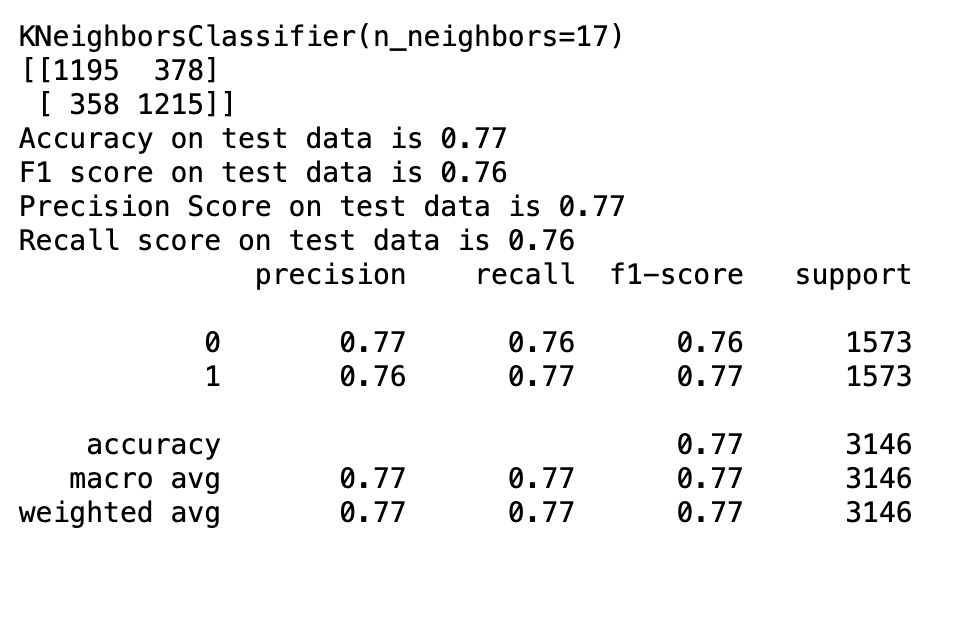 KNeighborsClassifier(n_neighbors=17)
[[1195  378]
 [ 358 1215]]
Accuracy on test data is 0.77
F1 score on test data is 0.76
Precision Score on test data is 0.77
Recall score on test data is 0.76
              precision    recall  f1-score   support

           0       0.77      0.76      0.76      1573
           1       0.76      0.77      0.77      1573

    accuracy                           0.77      3146
   macro avg       0.77      0.77      0.77      3146
weighted avg       0.77      0.77      0.77      3146